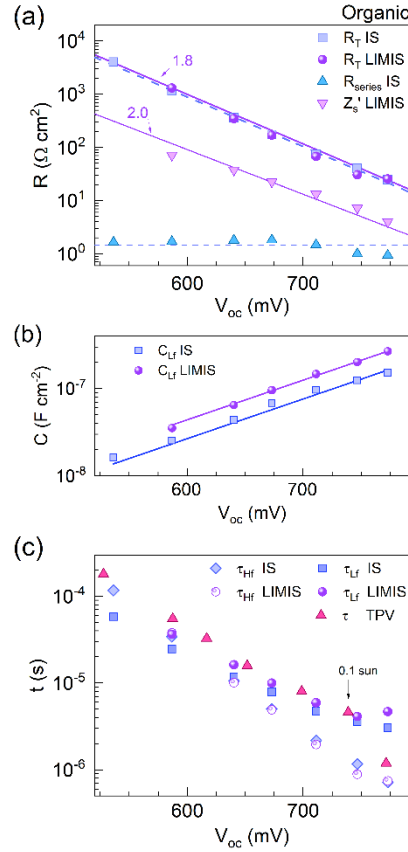 (a)
Organic
R_T IS
R_T LIMIS
R_series IS
Z_s' LIMIS
1.8
2.0
R (Ω cm²)
10⁴
10³
10²
10¹
10⁰
600
700
V_oc (mV)
(b)
C_Lf IS
C_Lf LIMIS
C (F cm⁻²)
10⁻⁷
10⁻⁸
600
700
V_oc (mV)
(c)
τ_Hf IS τ_Lf IS
τ_Hf LIMIS τ_Lf LIMIS
τ TPV
0.1 sun
t (s)
10⁻⁴
10⁻⁵
10⁻⁶
600
700
V_oc (mV)